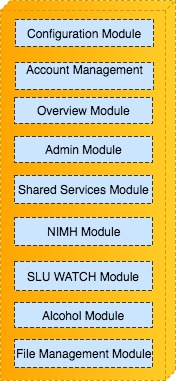 Configuration Module
Account Management
Overview Module
Admin Module
Shared Services Module
NIMH Module
SLU WATCH Module
Alcohol Module
File Management Module